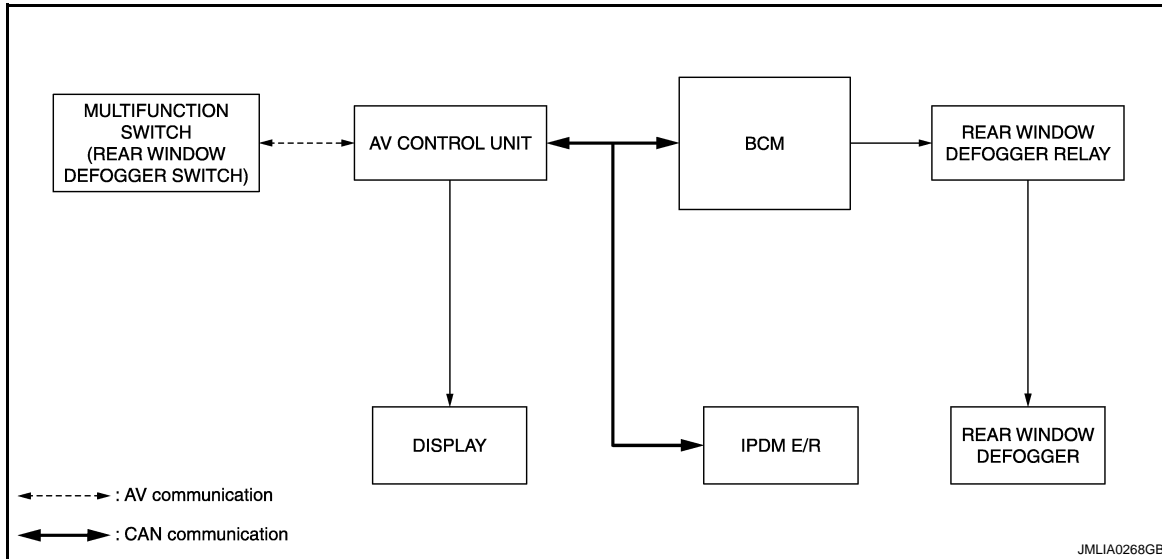 MULTIFUNCTION
SWITCH
(REAR WINDOW
DEFOGGER SWITCH)
AV CONTROL UNIT
BCM
REAR WINDOW
DEFOGGER RELAY
DISPLAY
IPDM E/R
REAR WINDOW
DEFOGGER
: AV communication
: CAN communication
JMLIA0268GB